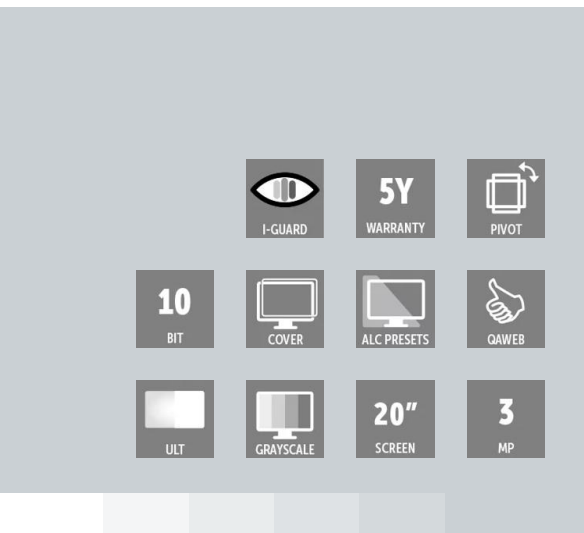 I-GUARD
5Y
WARRANTY
PIVOT
10
BIT
COVER
ALC PRESETS
QAWEB
ULT
GRAYSCALE
20"
SCREEN
3
MP